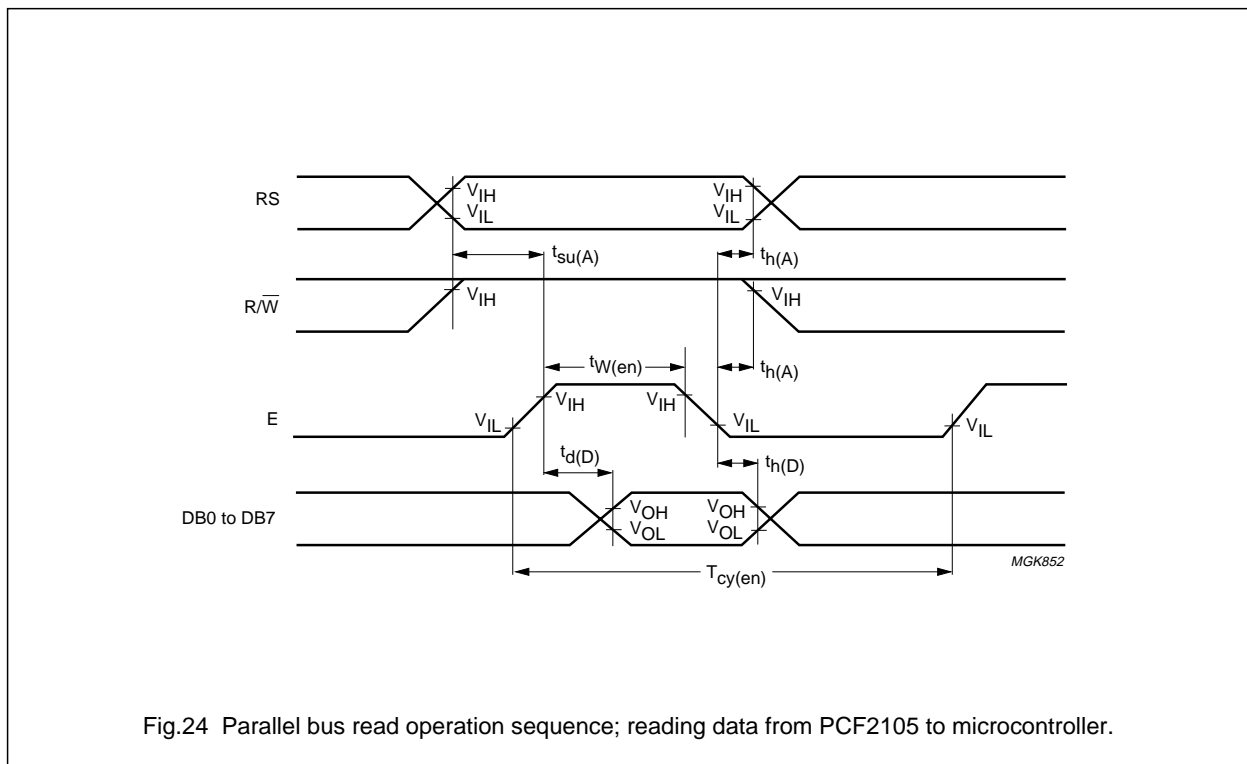 RS
V_IH
V_IL
V_IH
V_IL
t_su(A)
t_h(A)
R/W̅
V_IH
V_IH
t_W(en)
t_h(A)
E
V_IL
V_IH
V_IH
V_IL
V_IL
t_d(D)
t_h(D)
DB0 to DB7
V_OH
V_OL
V_OH
V_OL
MGK852
T_cy(en)
Fig.24 Parallel bus read operation sequence; reading data from PCF2105 to microcontroller.